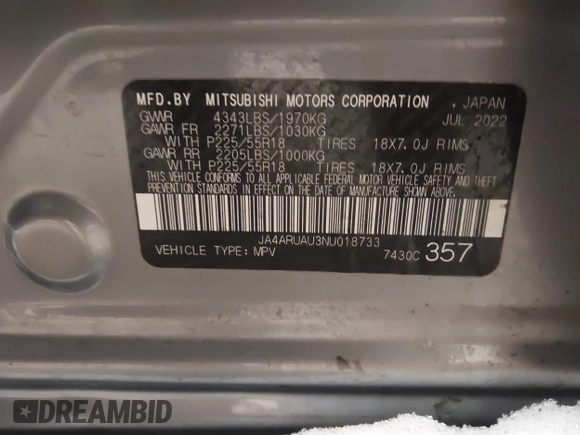 MFD.BY MITSUBISHI MOTORS CORPORATION , JAPAN
GVWR 4343LBS/1970KG JUL 2022
GAWR FR 2271LBS/1030KG
WITH P225/55R18 TIRES 18X7.0J RIMS
GAWR RR 2205LBS/1000KG
WITH P225/55R18 TIRES 18X7.0J RIMS
THIS VEHICLE CONFORMS TO ALL APPLICABLE FEDERAL MOTOR VEHICLE SAFETY AND THEFT
PREVENTION STANDARDS IN EFFECT ON THE DATE OF MANUFACTURE SHOWN ABOVE.
JA4ARUAU3NU018733
VEHICLE TYPE: MPV 7430C 357
DREAMBID